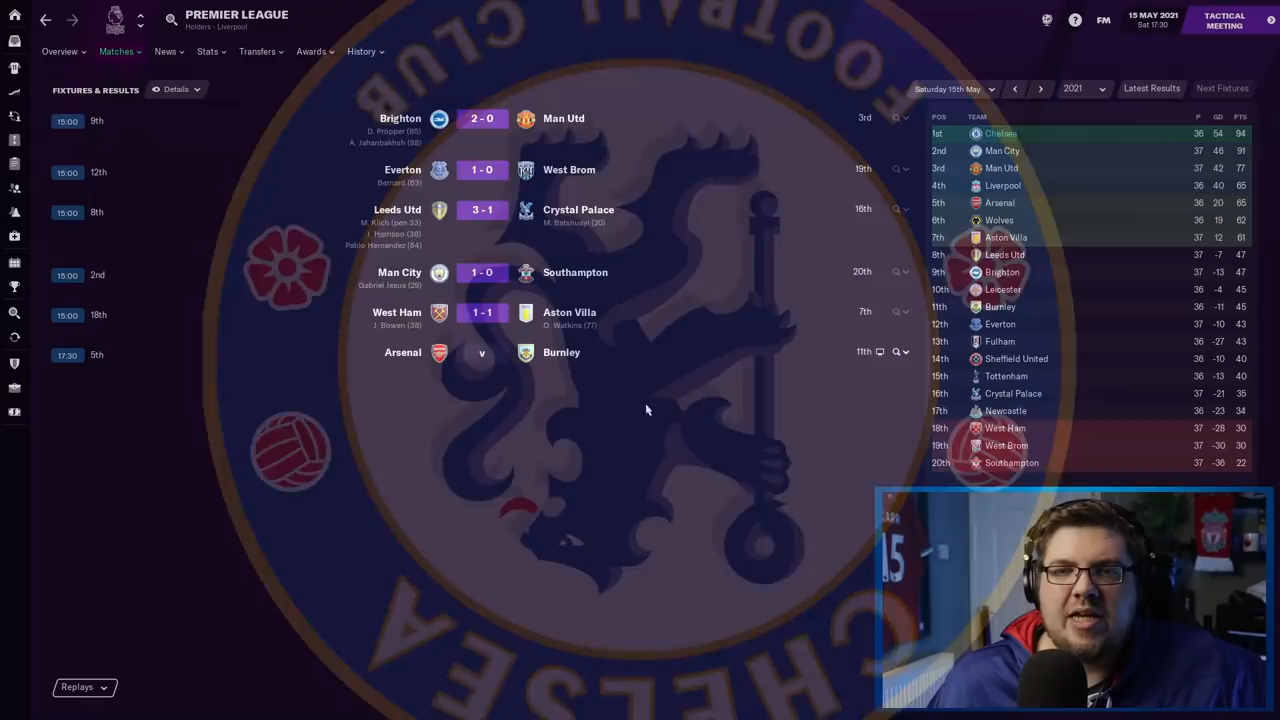 PREMIER LEAGUE
Holders - Liverpool
FM
15 MAY 2021
Sat 17:30
TACTICAL
MEETING
Overview
Matches
News
Stats
Transfers
Awards
History
FIXTURES & RESULTS
Details
Saturday 15th May
2021
Latest Results
Next Fixtures
15:00 9th Brighton 2 - 0 Man Utd 3rd
D. Pröpper (85)
A. Jahanbakhsh (88)
15:00 12th Everton 1 - 0 West Brom 19th
Bernard (63)
15:00 8th Leeds Utd 3 - 1 Crystal Palace 16th
M. Klich (pen 33) M. Batshuayi (20)
J. Harrison (36)
Pablo Hernández (64)
15:00 2nd Man City 1 - 0 Southampton 20th
Gabriel Jesus (29)
15:00 18th West Ham 1 - 1 Aston Villa 7th
J. Bowen (38) O. Watkins (77)
17:30 5th Arsenal v Burnley 11th
POS TEAM P GD PTS
1st Chelsea 36 54 94
2nd Man City 37 46 91
3rd Man Utd 37 42 77
4th Liverpool 36 40 65
5th Arsenal 36 20 65
6th Wolves 36 19 62
7th Aston Villa 37 12 61
8th Leeds Utd 37 -7 47
9th Brighton 37 -13 47
10th Leicester 36 -4 45
11th Burnley 36 -11 45
12th Everton 37 -10 43
13th Fulham 36 -27 43
14th Sheffield United 36 -10 40
15th Tottenham 36 -13 40
16th Crystal Palace 37 -21 35
17th Newcastle 36 -23 34
18th West Ham 37 -28 30
19th West Brom 37 -30 30
20th Southampton 37 -36 22
Replays
CHELSEA
FOOTBALL CLUB
15